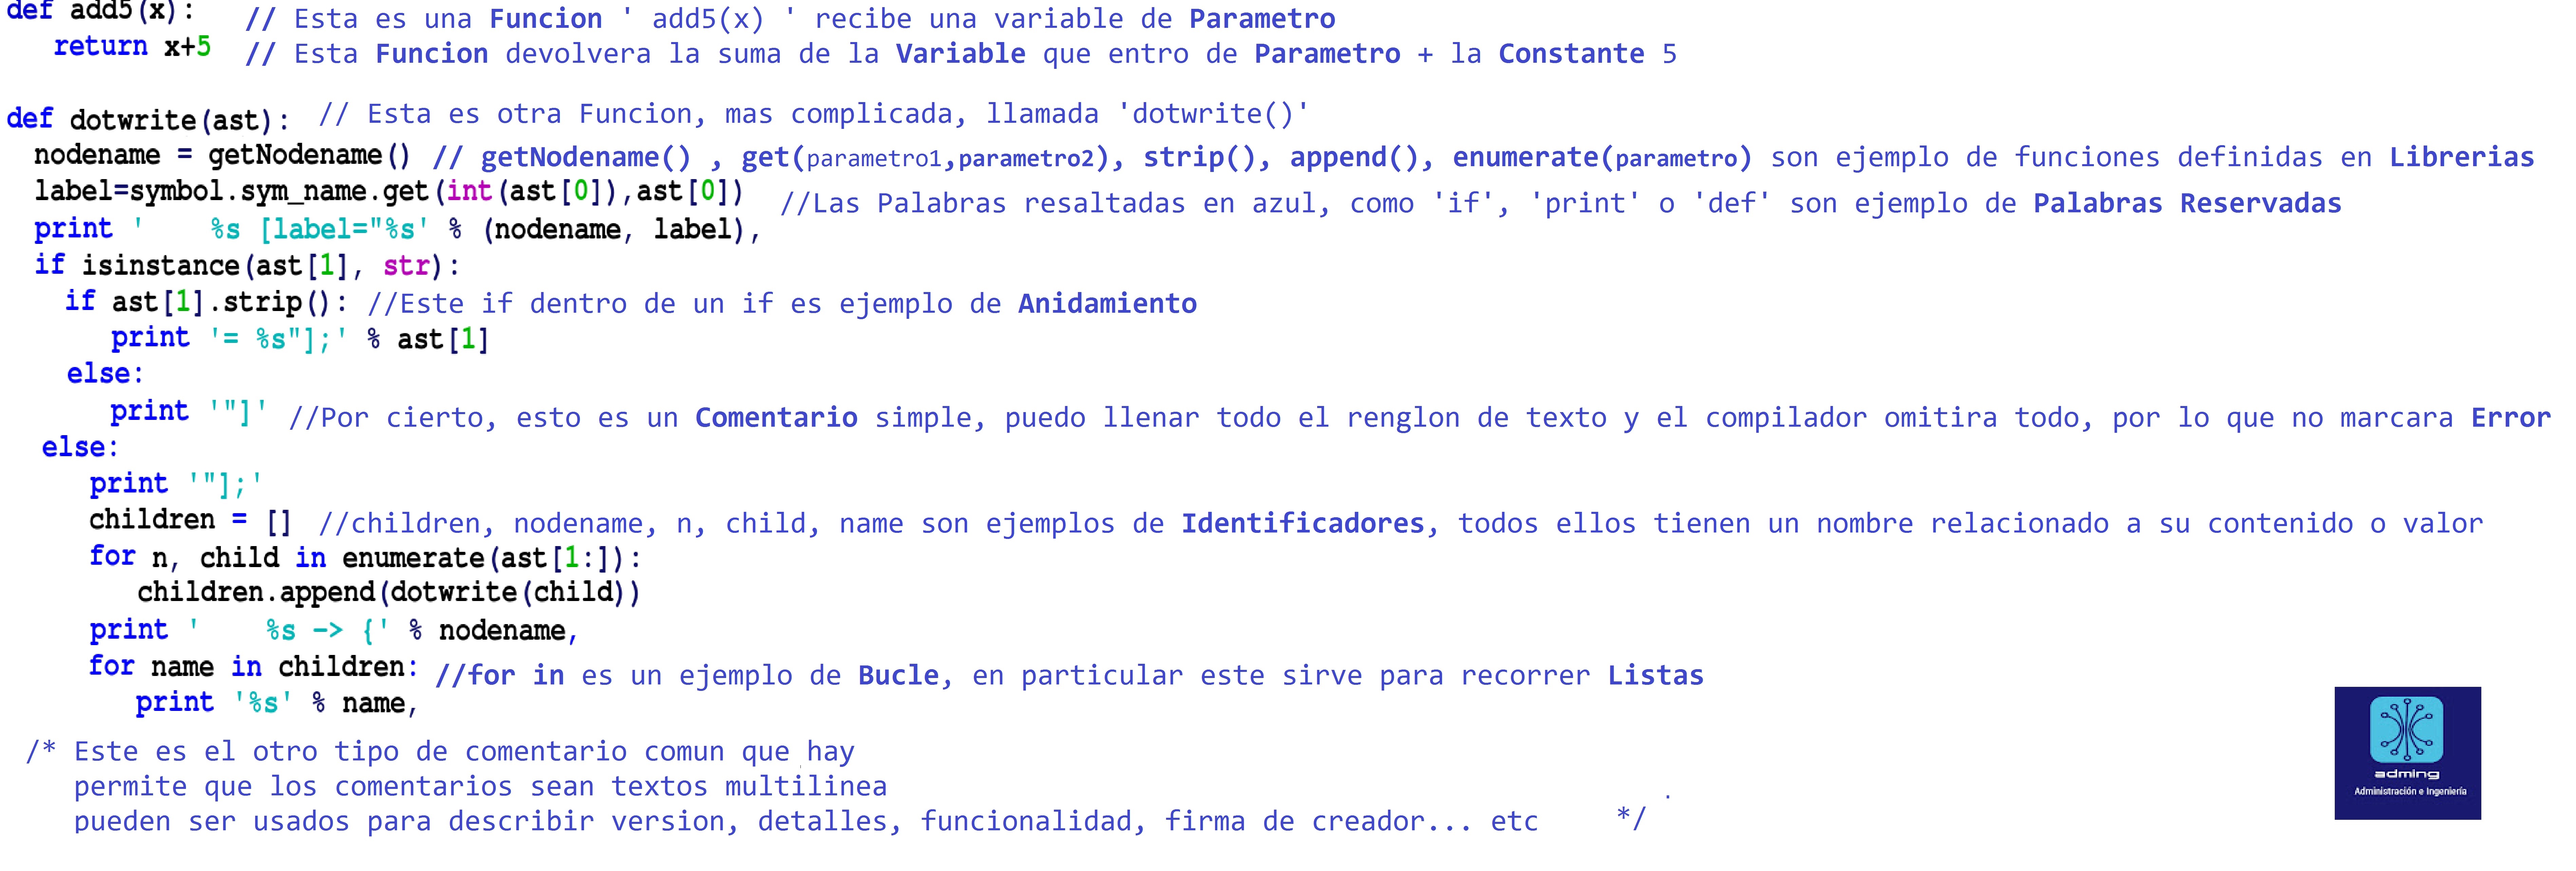 def add5(x): // Esta es una Funcion ' add5(x) ' recibe una variable de Parametro
return x+5 // Esta Funcion devolvera la suma de la Variable que entro de Parametro + la Constante 5
def dotwrite(ast): // Esta es otra Funcion, mas complicada, llamada 'dotwrite()'
nodename = getNodename() // getNodename() , get(parametro1,parametro2), strip(), append(), enumerate(parametro) son ejemplo de funciones definidas en Librerias
label=symbol.sym_name.get(int(ast[0]),ast[0]) //Las Palabras resaltadas en azul, como 'if', 'print' o 'def' son ejemplo de Palabras Reservadas
print '    %s [label="%s' % (nodename, label),
if isinstance(ast[1], str):
if ast[1].strip(): //Este if dentro de un if es ejemplo de Anidamiento
print '= %s"];' % ast[1]
else:
print '"]' //Por cierto, esto es un Comentario simple, puedo llenar todo el renglon de texto y el compilador omitira todo, por lo que no marcara Error
else:
print '"];'
children = [] //children, nodename, n, child, name son ejemplos de Identificadores, todos ellos tienen un nombre relacionado a su contenido o valor
for n, child in enumerate(ast[1:]):
children.append(dotwrite(child))
print '    %s -> {' % nodename,
for name in children: //for in es un ejemplo de Bucle, en particular este sirve para recorrer Listas
print '%s' % name,
/* Este es el otro tipo de comentario comun que hay
permite que los comentarios sean textos multilinea
pueden ser usados para describir version, detalles, funcionalidad, firma de creador... etc */
adming
Administración e Ingeniería